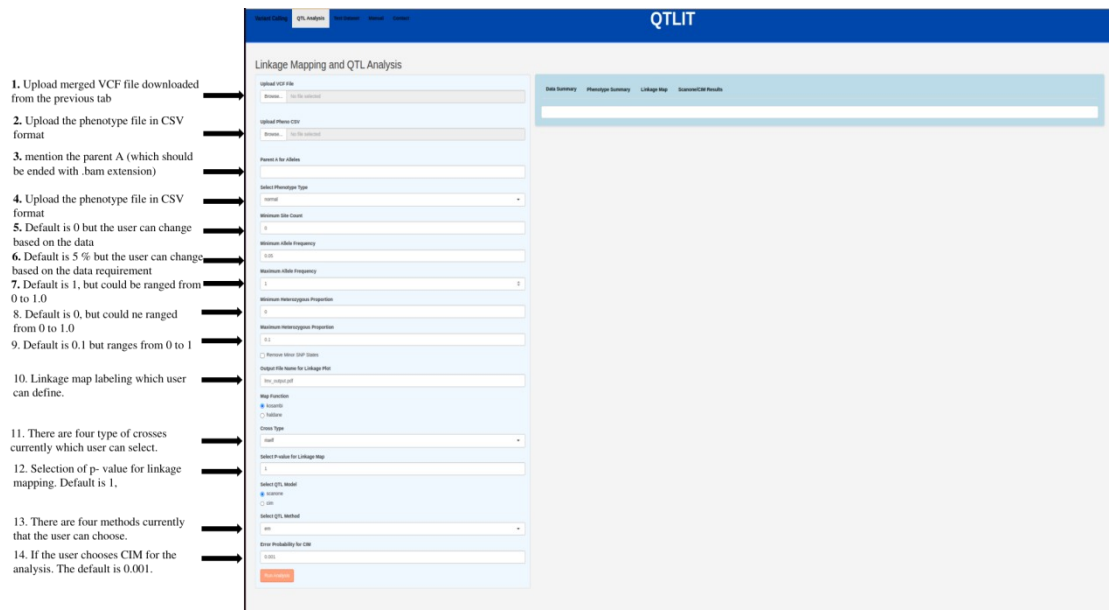 Variant Calling QTL Analysis Manual Contact
QTLIT
Linkage Mapping and QTL Analysis
1. Upload merged VCF file downloaded
from the previous tab
2. Upload the phenotype file in CSV
format
3. mention the parent A (which should
be ended with .bam extension)
4. Upload the phenotype file in CSV
format
5. Default is 0 but the user can change
based on the data
6. Default is 5 % but the user can change
based on the data requirement
7. Default is 1, but could be ranged from
0 to 1.0
8. Default is 0, but could ne ranged
from 0 to 1.0
9. Default is 0.1 but ranges from 0 to 1
10. Linkage map labeling which user
can define.
11. There are four type of crosses
currently which user can select.
12. Selection of p- value for linkage
mapping. Default is 1,
13. There are four methods currently
that the user can choose.
14. If the user chooses CIM for the
analysis. The default is 0.001.
Upload VCF File
Browse... No file selected
Upload Pheno CSV
Browse... No file selected
Parent A for Alleles
Select Phenotype Type
normal
Minimum Site Count
0
Minimum Allele Frequency
0.05
Maximum Allele Frequency
1
Minimum Heterozygous Proportion
0
Maximum Heterozygous Proportion
0.1
Remove Minor SNP States
Output File Name for Linkage Plot
Map Function
kosambi
haldane
Cross Type
riself
Select P-value for Linkage Map
1
Select QTL Model
scanone
cim
Select QTL Method
em
Error Probability for CIM
0.001
Run Analysis
Data Summary Phenotype Summary Linkage Map Scanone/CIM Results